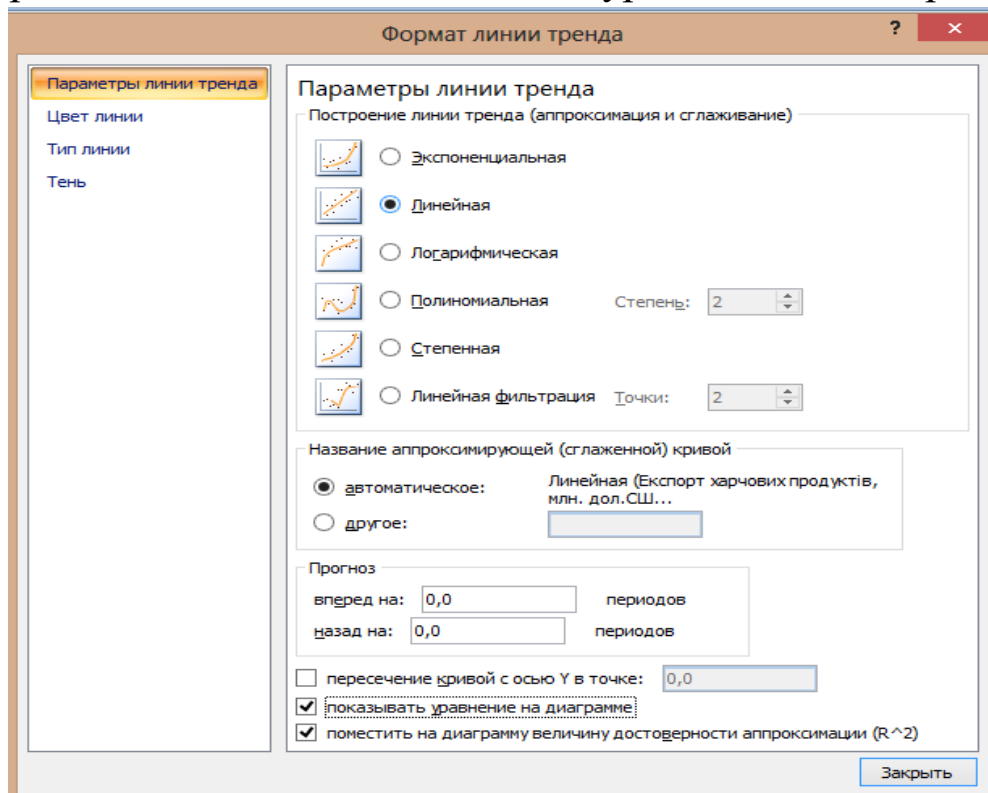 Формат линии тренда
?
×
Параметры линии тренда
Цвет линии
Тип линии
Тень
Параметры линии тренда
Построение линии тренда (аппроксимация и сглаживание)
Экспоненциальная
Линейная
Логарифмическая
Полиномиальная Степень: 2
Степенная
Линейная фильтрация Точки: 2
Название аппроксимирующей (сглаженной) кривой
автоматическое: Линейная (Експорт харчових продуктів,
млн. дол.СШ...
другое:
Прогноз
вперед на: 0,0 периодов
назад на: 0,0 периодов
пересечение кривой с осью Y в точке: 0,0
показывать уравнение на диаграмме
поместить на диаграмму величину достоверности аппроксимации (R^2)
Закрыть